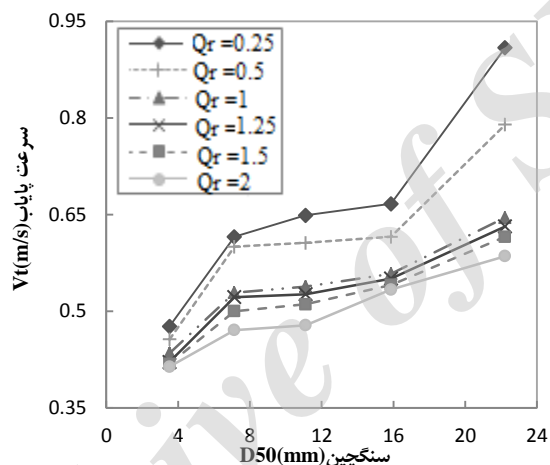 0.95
0.8
0.65
0.5
0.35
سرعت پایاب Vt(m/s)
Qr =0.25
Qr =0.5
Qr =1
Qr =1.25
Qr =1.5
Qr =2
0 4 8 12 16 20 24
سنگچین D50(mm)
ive of S